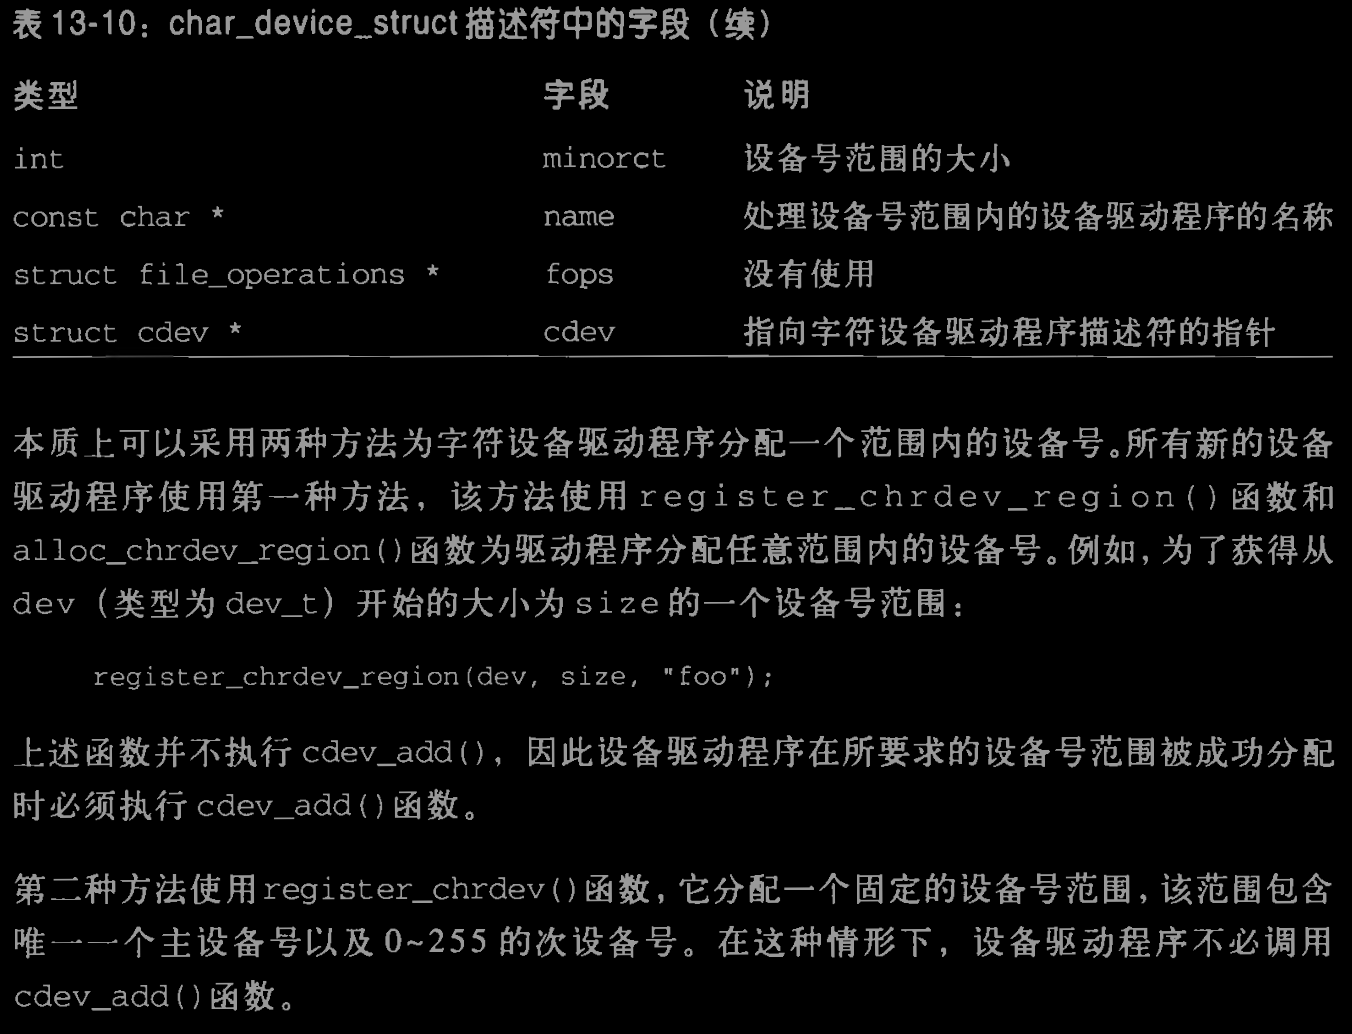 表 13-10：char_device_struct 描述符中的字段（续）
类型 字段 说明
int minorct 设备号范围的大小
const char * name 处理设备号范围内的设备驱动程序的名称
struct file_operations * fops 没有使用
struct cdev * cdev 指向字符设备驱动程序描述符的指针
本质上可以采用两种方法为字符设备驱动程序分配一个范围内的设备号。所有新的设备
驱动程序使用第一种方法，该方法使用 register_chrdev_region()函数和
alloc_chrdev_region()函数为驱动程序分配任意范围内的设备号。例如，为了获得从
dev（类型为 dev_t）开始的大小为 size 的一个设备号范围：
register_chrdev_region(dev, size, "foo");
上述函数并不执行 cdev_add()，因此设备驱动程序在所要求的设备号范围被成功分配
时必须执行 cdev_add()函数。
第二种方法使用register_chrdev()函数，它分配一个固定的设备号范围，该范围包含
唯一一个主设备号以及 0~255 的次设备号。在这种情形下，设备驱动程序不必调用
cdev_add()函数。